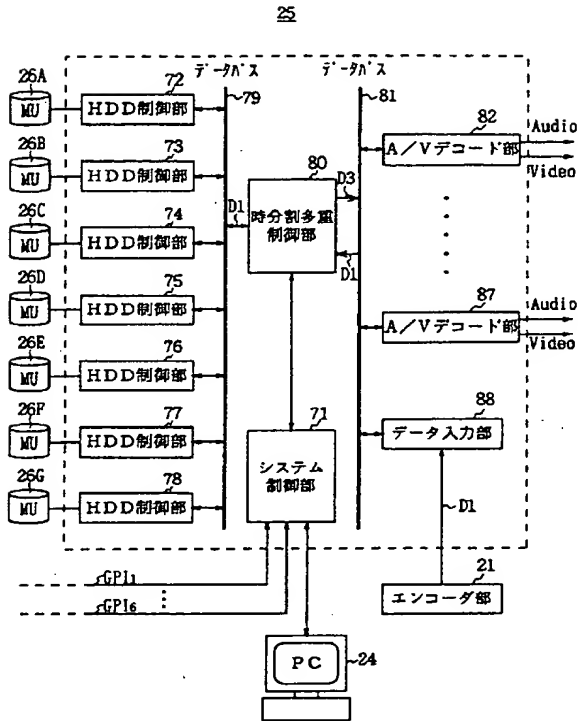 25
データバス
データバス
26A
72
79
81
MU
HDD制御部
82
Audio
A/Vデコード部
Video
26B
73
80
MU
HDD制御部
D3
時分割多重
制御部
D1
D1
26C
74
MU
HDD制御部
26D
75
MU
HDD制御部
87
Audio
A/Vデコード部
Video
26E
76
MU
HDD制御部
26F
77
71
88
MU
HDD制御部
データ入力部
システム
制御部
26G
78
MU
HDD制御部
D1
GPI1
21
GPI6
エンコーダ部
PC
24